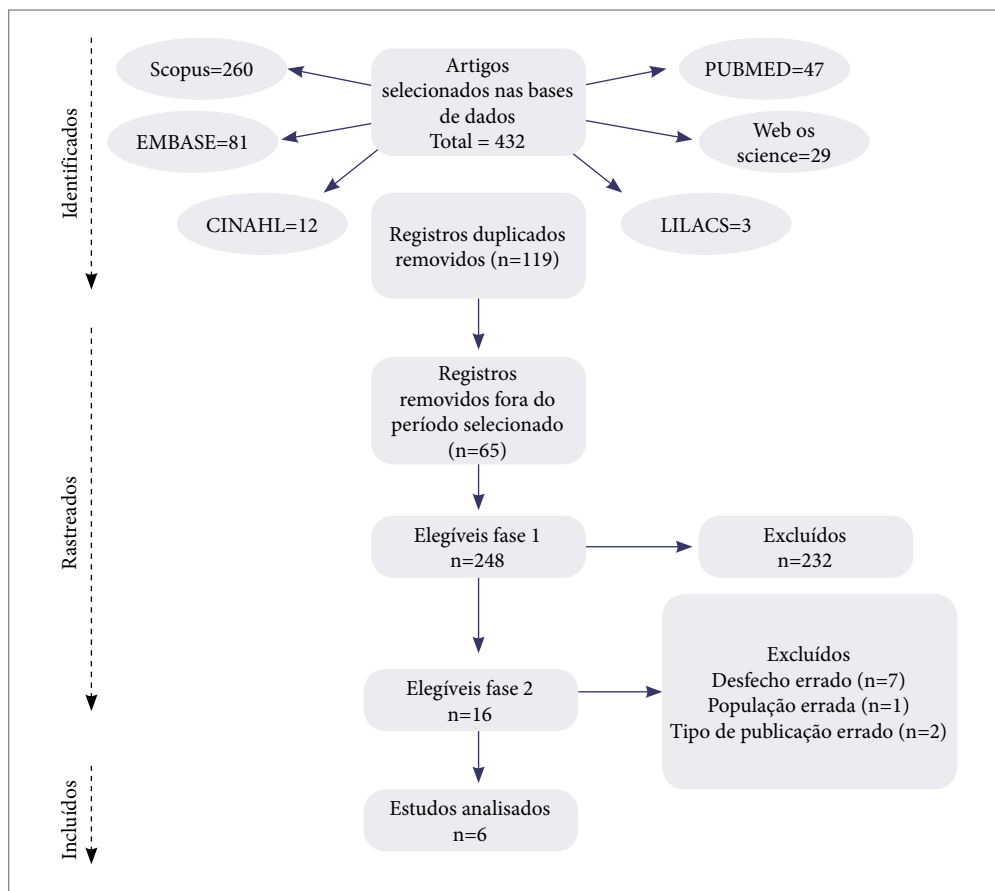 Identificados
Scopus=260
Artigos
selecionados nas bases
de dados
Total = 432
PUBMED=47
EMBASE=81
Web os
science=29
CINAHL=12
LILACS=3
Registros duplicados
removidos (n=119)
Rastreados
Registros
removidos fora do
período selecionado
(n=65)
Elegíveis fase 1
n=248
Excluídos
n=232
Elegíveis fase 2
n=16
Excluídos
Desfecho errado (n=7)
População errada (n=1)
Tipo de publicação errado (n=2)
Incluídos
Estudos analisados
n=6